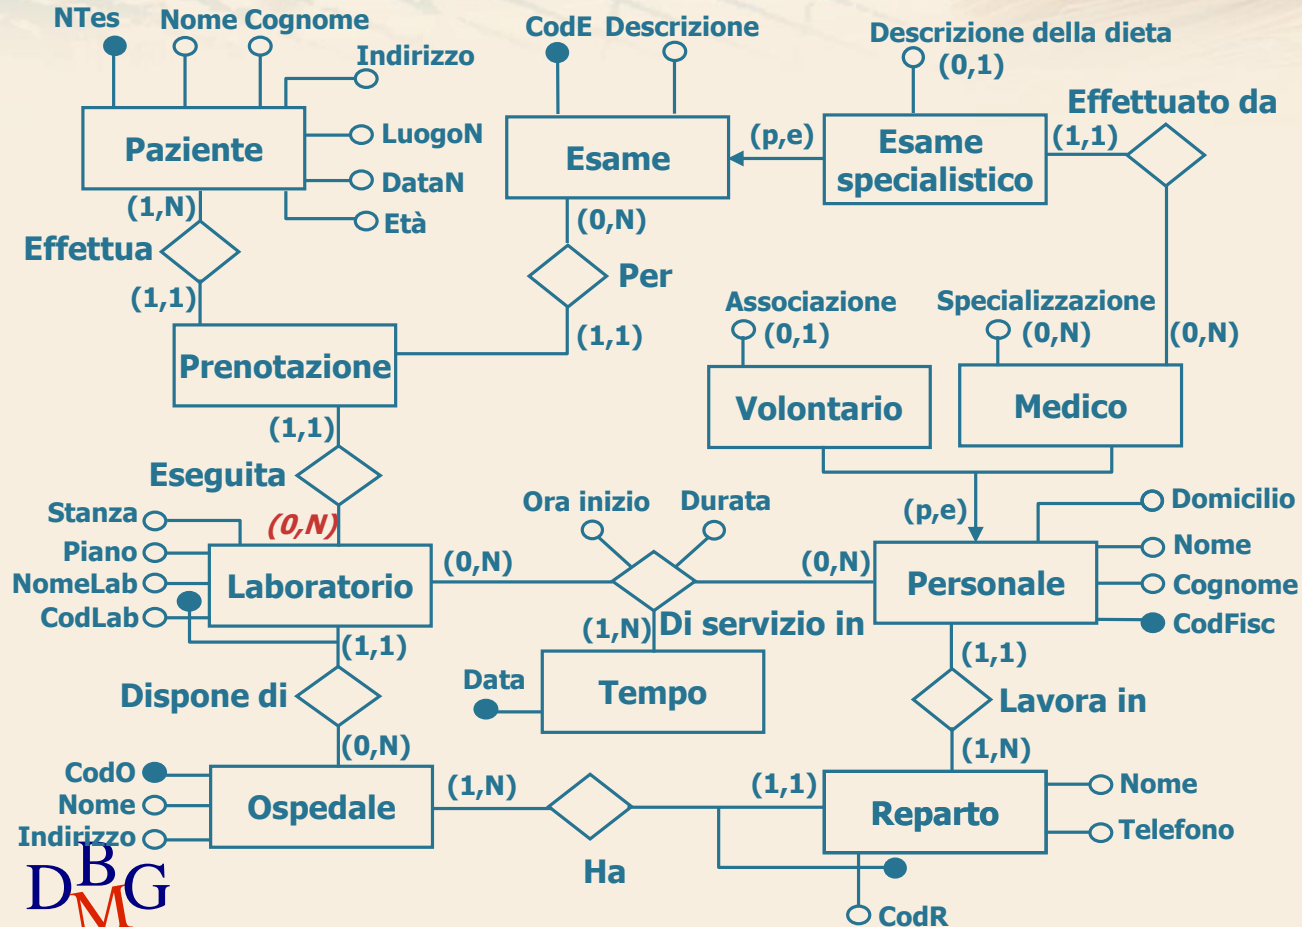 NTes
Nome Cognome
Indirizzo
Paziente
LuogoN
DataN
Età
(1,N)
Effettua
(1,1)
CodE Descrizione
Esame
(p,e)
(0,N)
Per
(1,1)
Descrizione della dieta
(0,1)
Esame
specialistico
Effettuato da
(1,1)
(0,N)
Prenotazione
(1,1)
Eseguita
(0,N)
Associazione
(0,1)
Volontario
Specializzazione
(0,N)
Medico
(p,e)
Stanza
Piano
NomeLab
CodLab
Laboratorio
(0,N)
Ora inizio
Durata
(0,N)
Di servizio in
(1,N)
Personale
Domicilio
Nome
Cognome
CodFisc
(1,1)
Dispone di
(0,N)
Data
Tempo
(1,1)
Lavora in
(1,N)
CodO
Nome
Indirizzo
Ospedale
(1,N)
Ha
(1,1)
Reparto
Nome
Telefono
CodR
DBMG